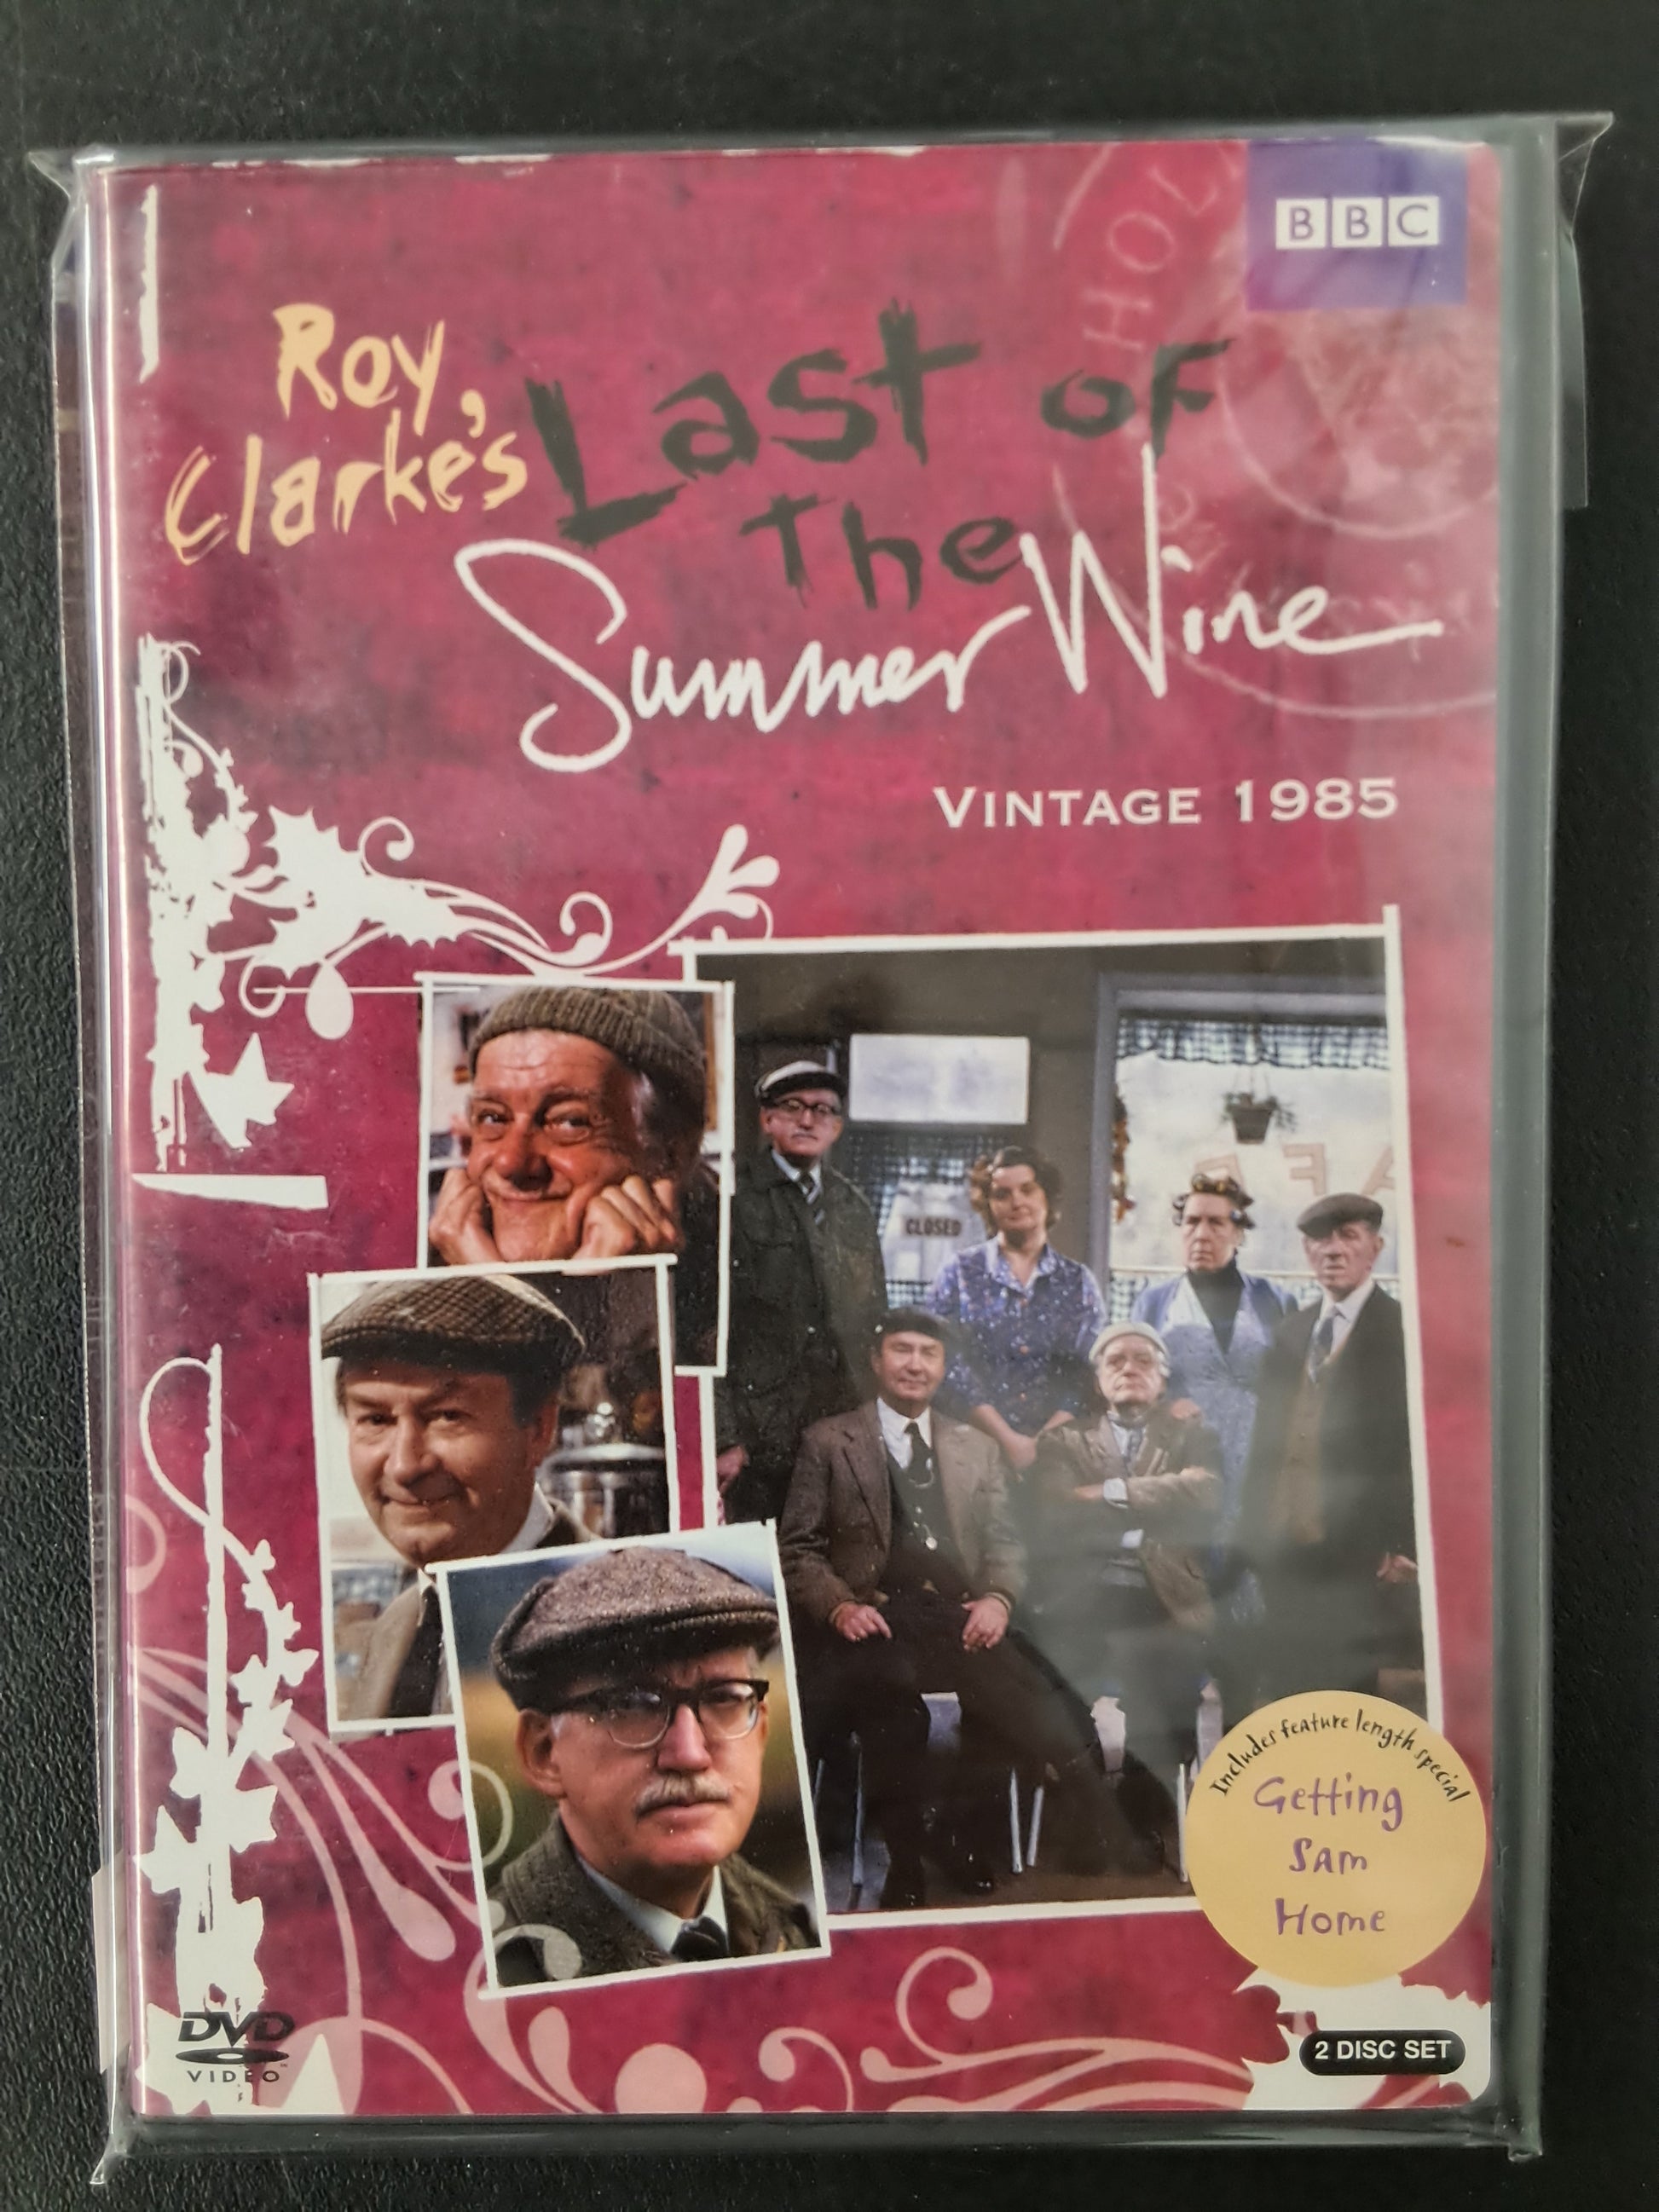 BBC
HOL
Roy
Clarke's
Last of
The
Summer Wine
VINTAGE 1985
CLOSED
Includes feature length special
Getting
Sam
Home
DVD
VIDEO
2 DISC SET